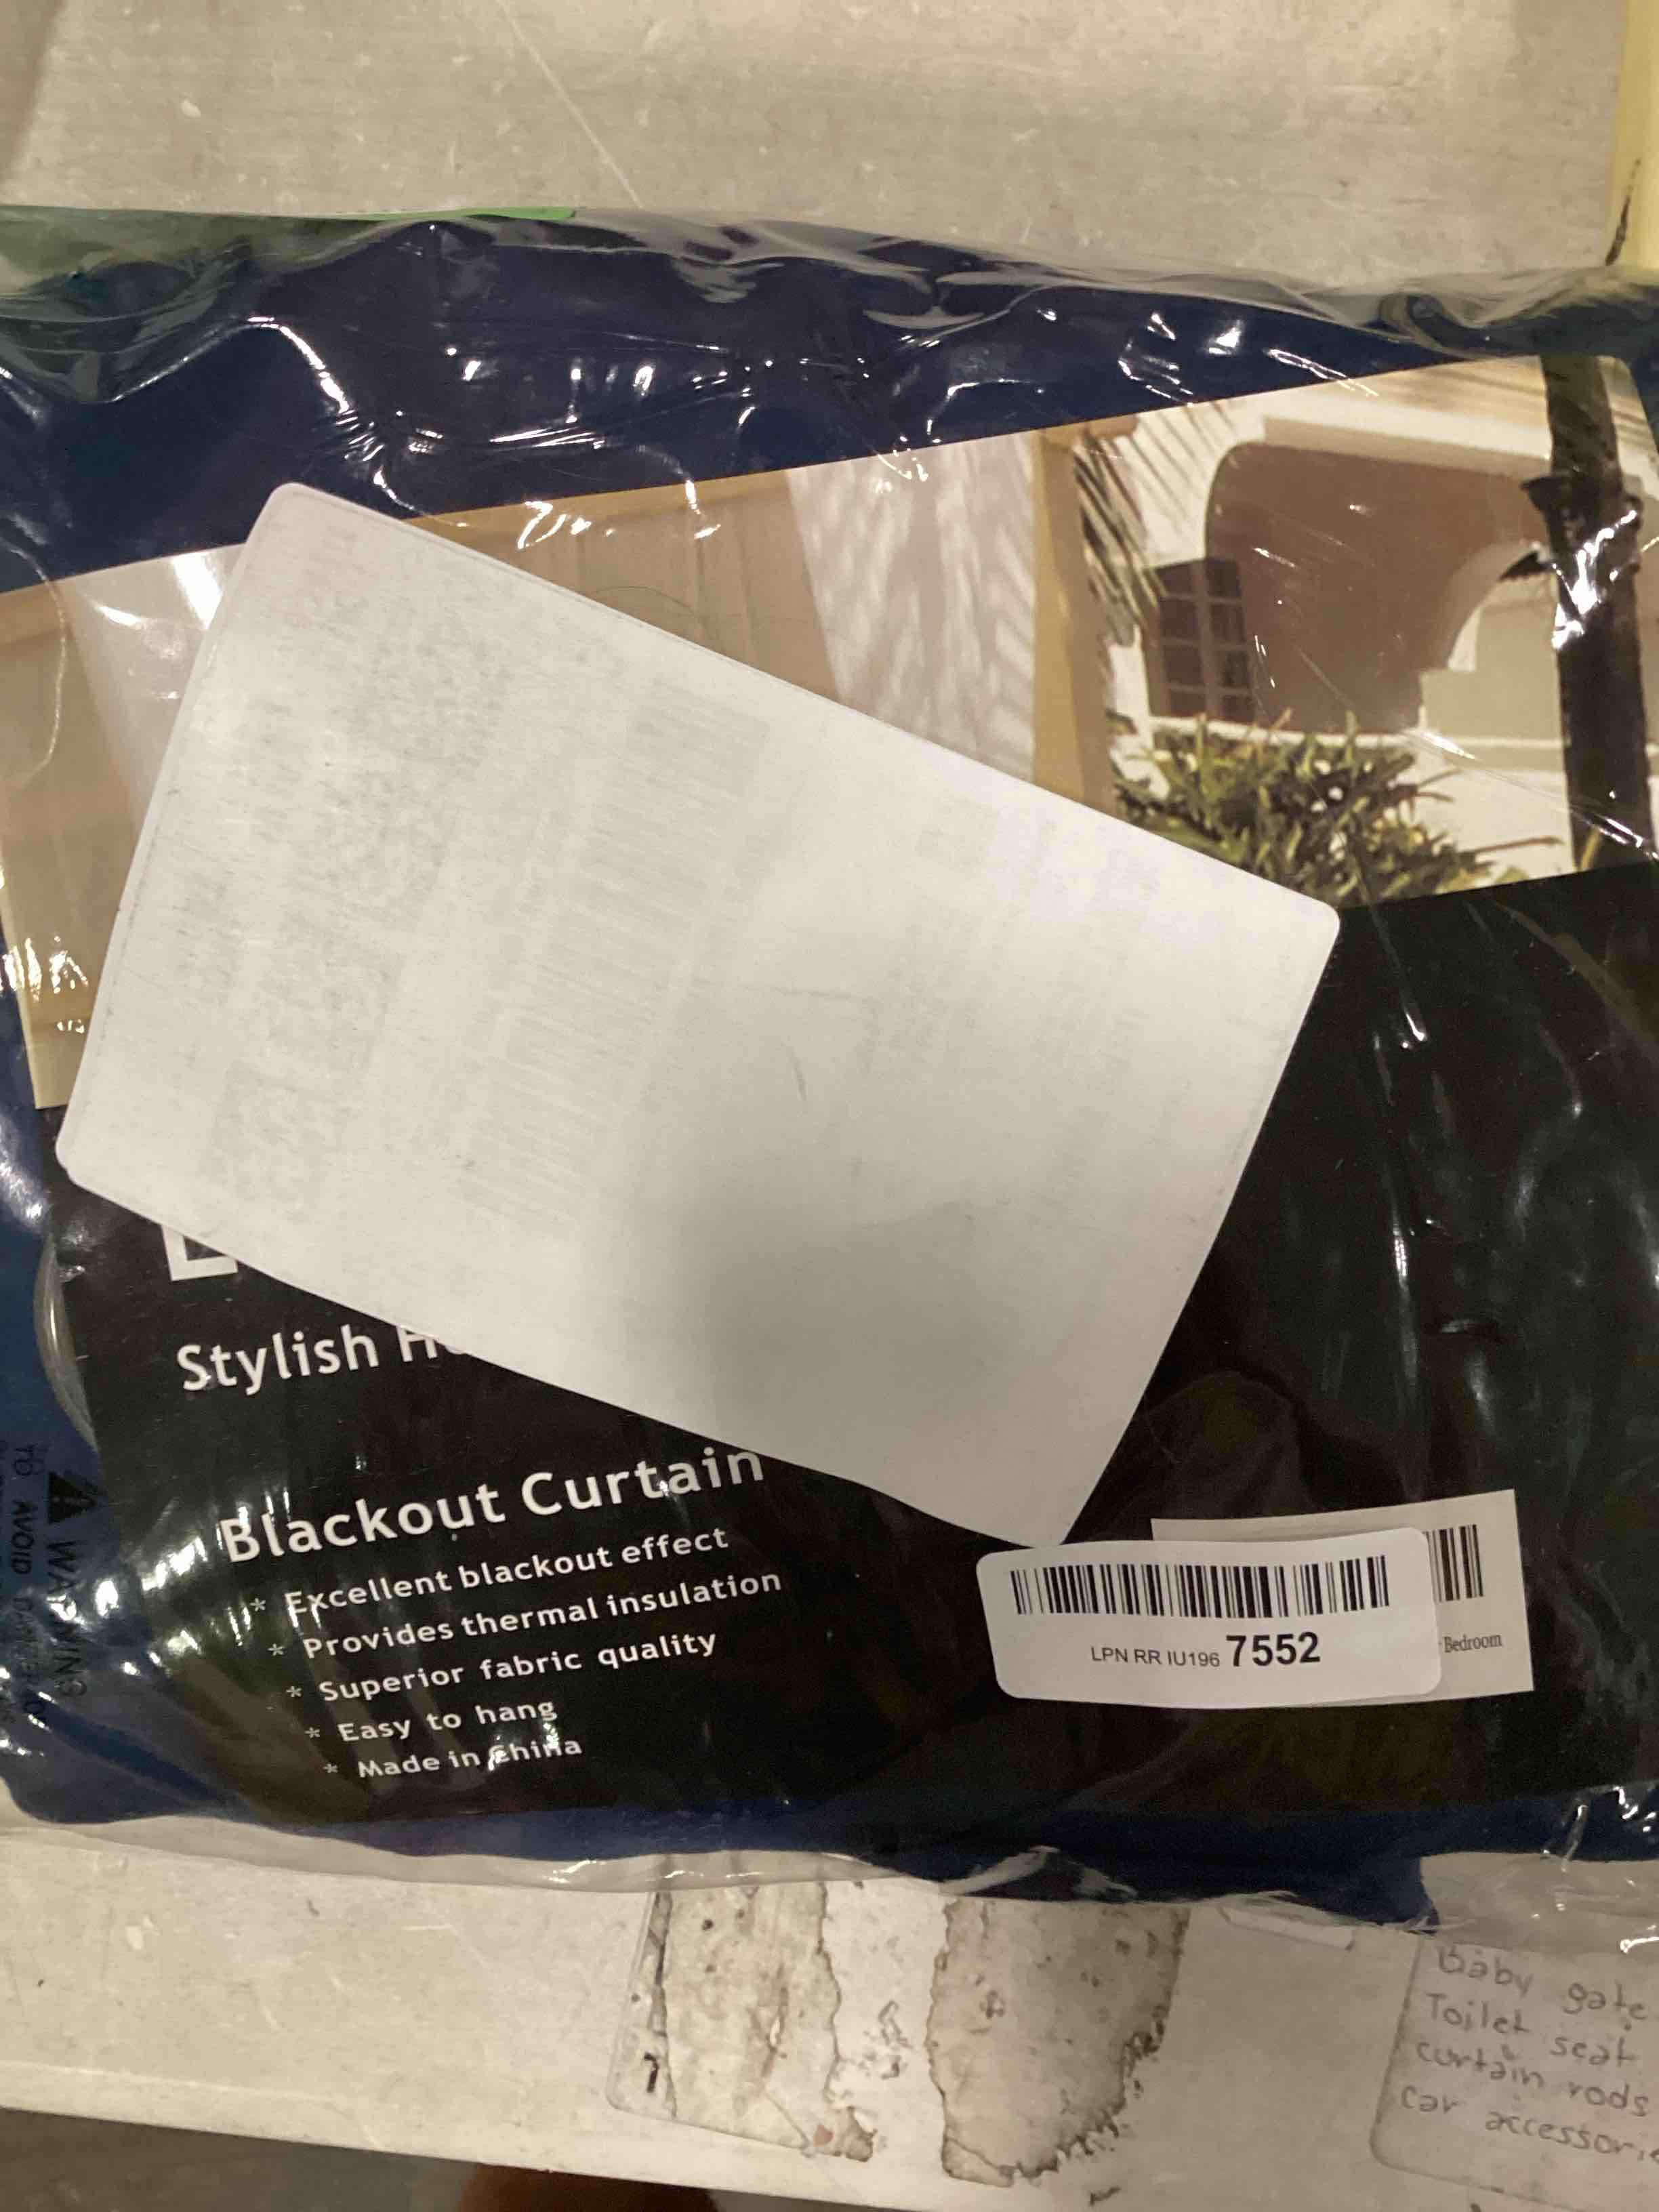 Stylish
Blackout Curtain
* Excellent blackout effect
* Provides thermal insulation
* Superior fabric quality
* Easy to hang
* Made in China
LPN RR IU196 7552
Bedroom
WARNING
TO AVOID
Baby gate
Toilet seat
curtain rods
car accessorie